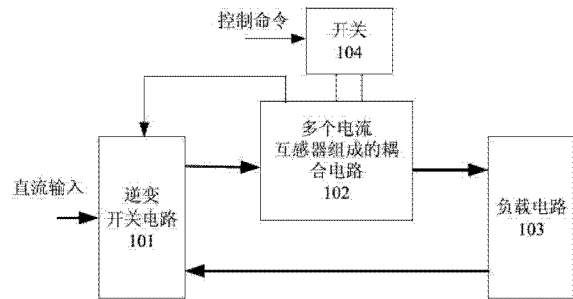 控制命令
开关
104
多个电流
互感器组成的耦
合电路
102
直流输入
逆变
开关电路
101
负载电路
103